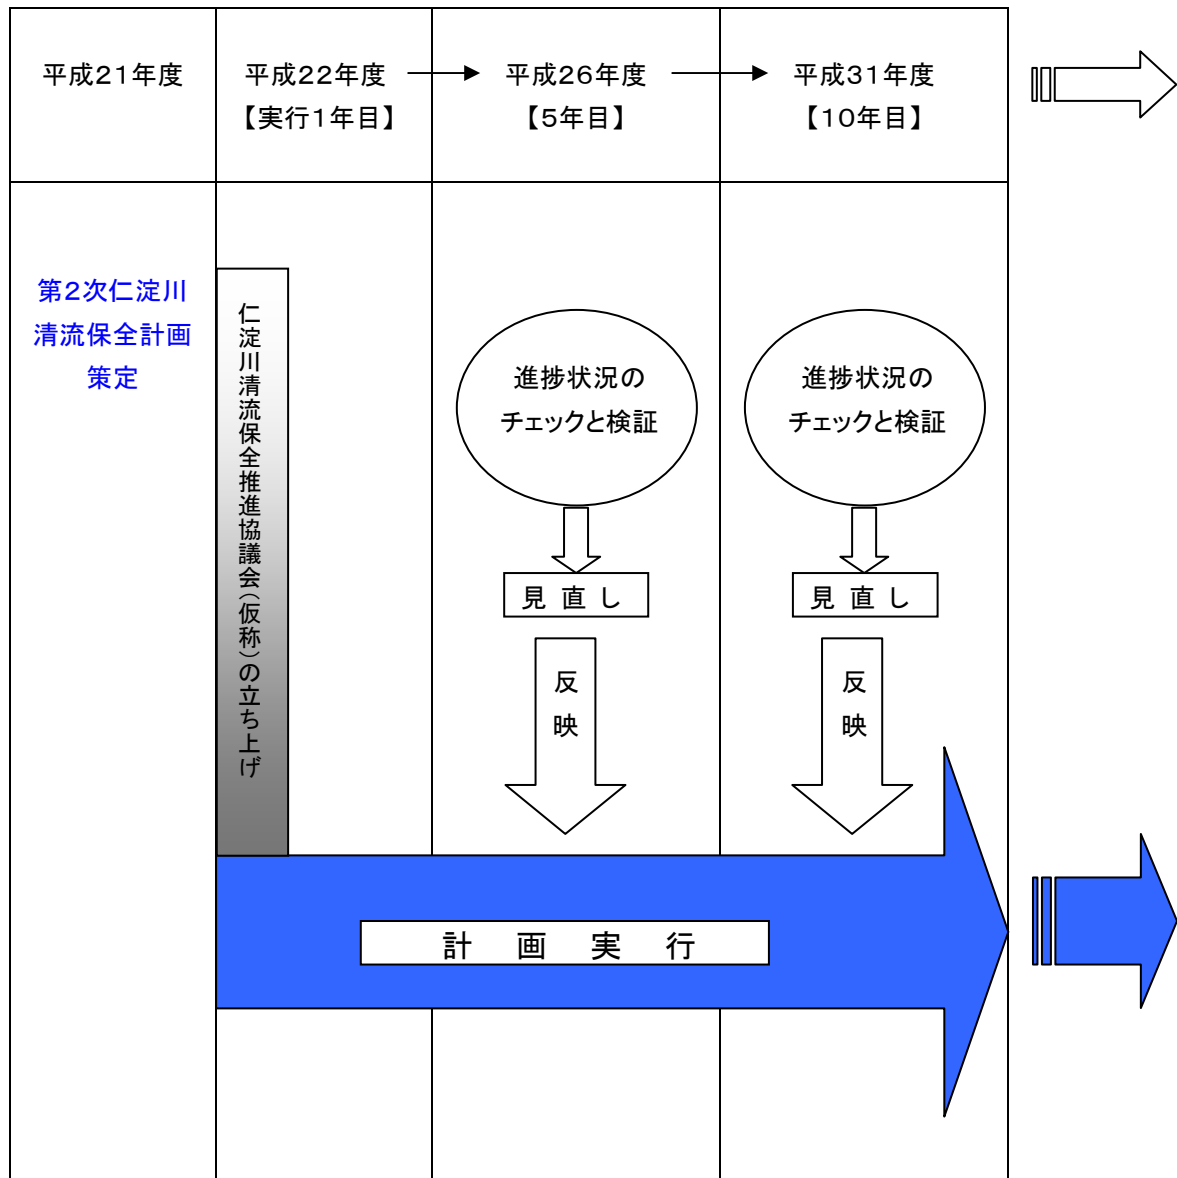 平成21年度
平成22年度
【実行1年目】
平成26年度
【5年目】
平成31年度
【10年目】
第2次仁淀川
清流保全計画
策定
仁淀川清流保全推進協議会(仮称)の立ち上げ
進捗状況の
チェックと検証
見直し
反
映
進捗状況の
チェックと検証
見直し
反
映
計画実行